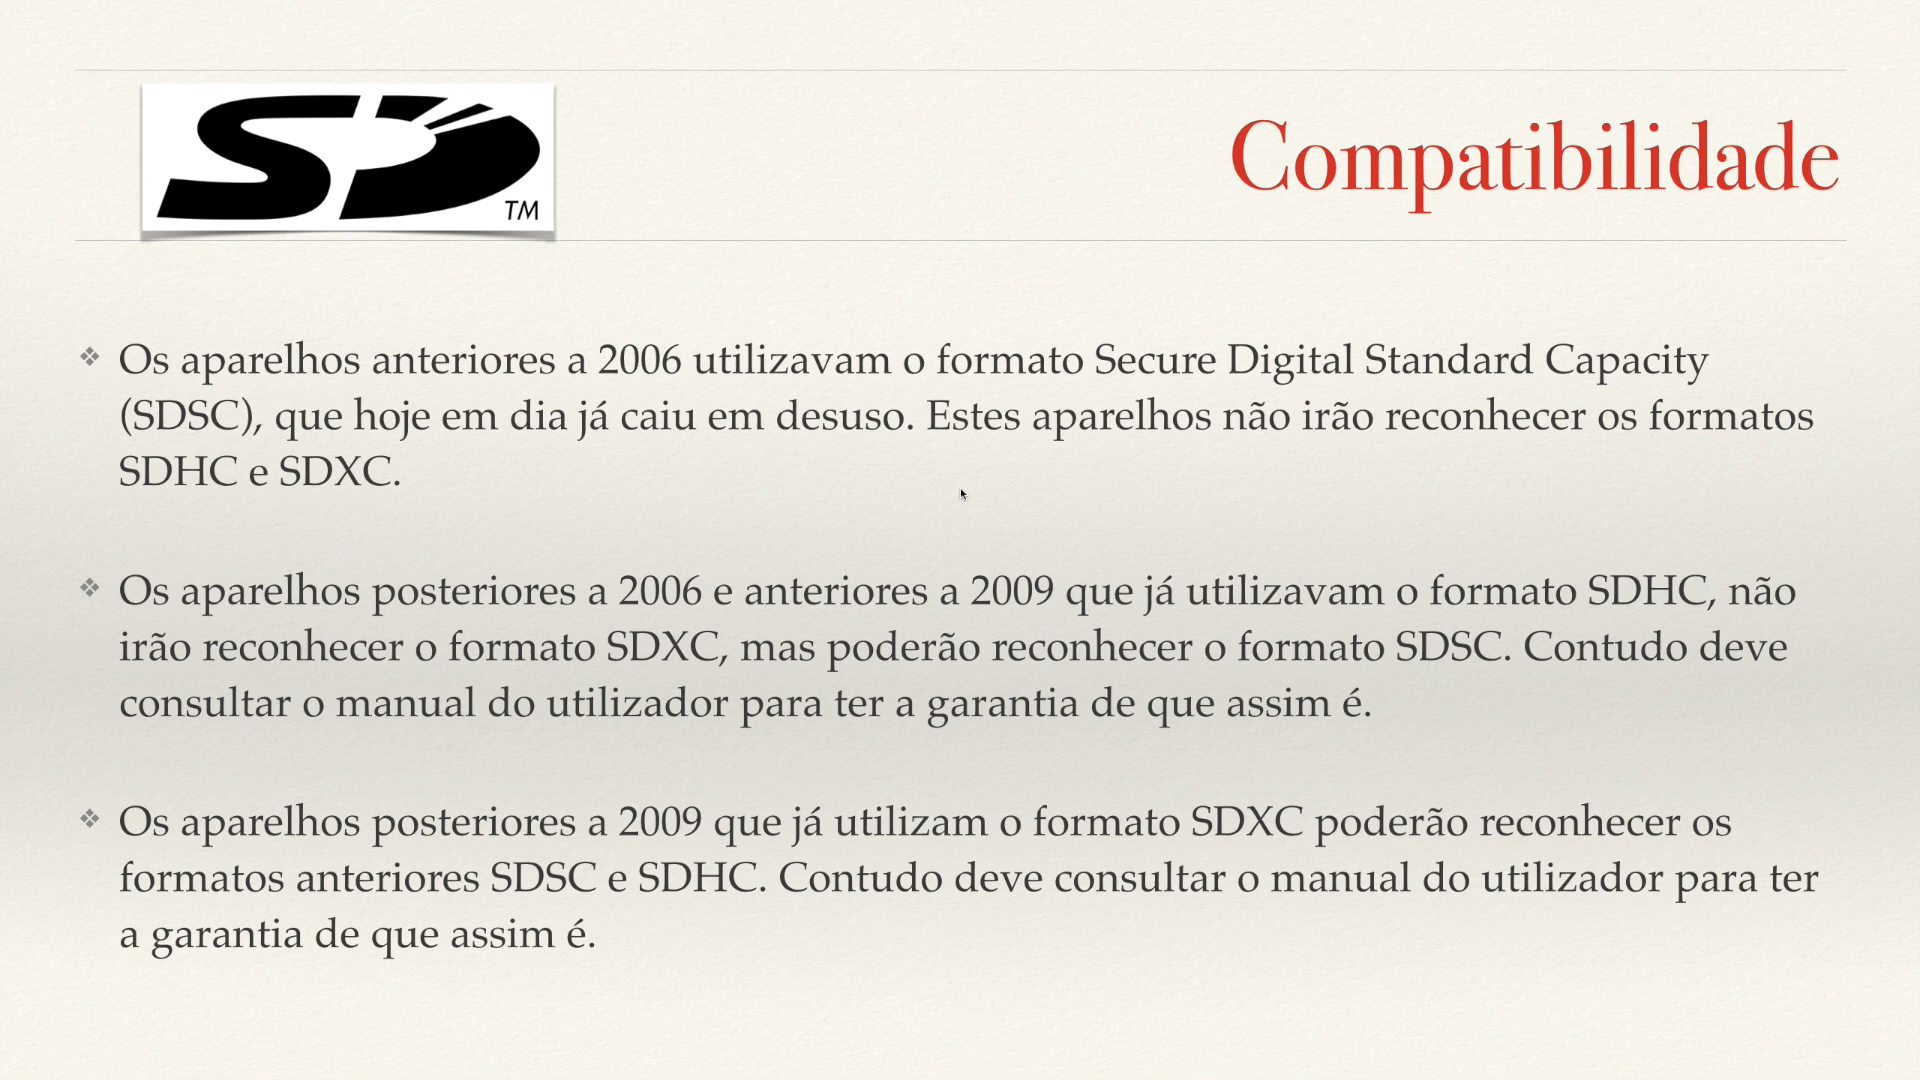 SD
TM
Compatibilidade
❖ Os aparelhos anteriores a 2006 utilizavam o formato Secure Digital Standard Capacity
(SDSC), que hoje em dia já caiu em desuso. Estes aparelhos não irão reconhecer os formatos
SDHC e SDXC.
❖ Os aparelhos posteriores a 2006 e anteriores a 2009 que já utilizavam o formato SDHC, não
irão reconhecer o formato SDXC, mas poderão reconhecer o formato SDSC. Contudo deve
consultar o manual do utilizador para ter a garantia de que assim é.
❖ Os aparelhos posteriores a 2009 que já utilizam o formato SDXC poderão reconhecer os
formatos anteriores SDSC e SDHC. Contudo deve consultar o manual do utilizador para ter
a garantia de que assim é.